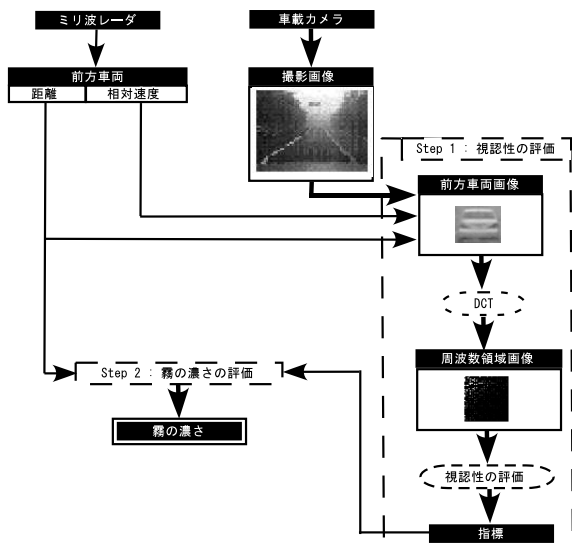 ミリ波レーダ
車載カメラ
前方車両
距離
相対速度
撮影画像
Step 1 : 視認性の評価
前方車両画像
DCT
周波数領域画像
Step 2 : 霧の濃さの評価
霧の濃さ
視認性の評価
指標